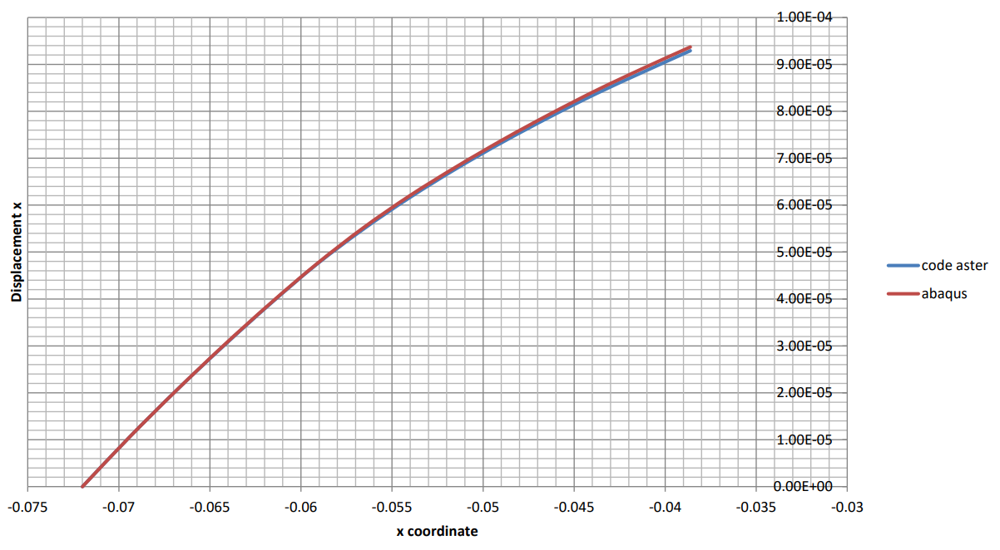 1.00E-04
9.00E-05
8.00E-05
7.00E-05
6.00E-05
5.00E-05
4.00E-05
3.00E-05
2.00E-05
1.00E-05
0.00E+00
Displacement x
-0.075 -0.07 -0.065 -0.06 -0.055 -0.05 -0.045 -0.04 -0.035 -0.03
x coordinate
code aster
abaqus